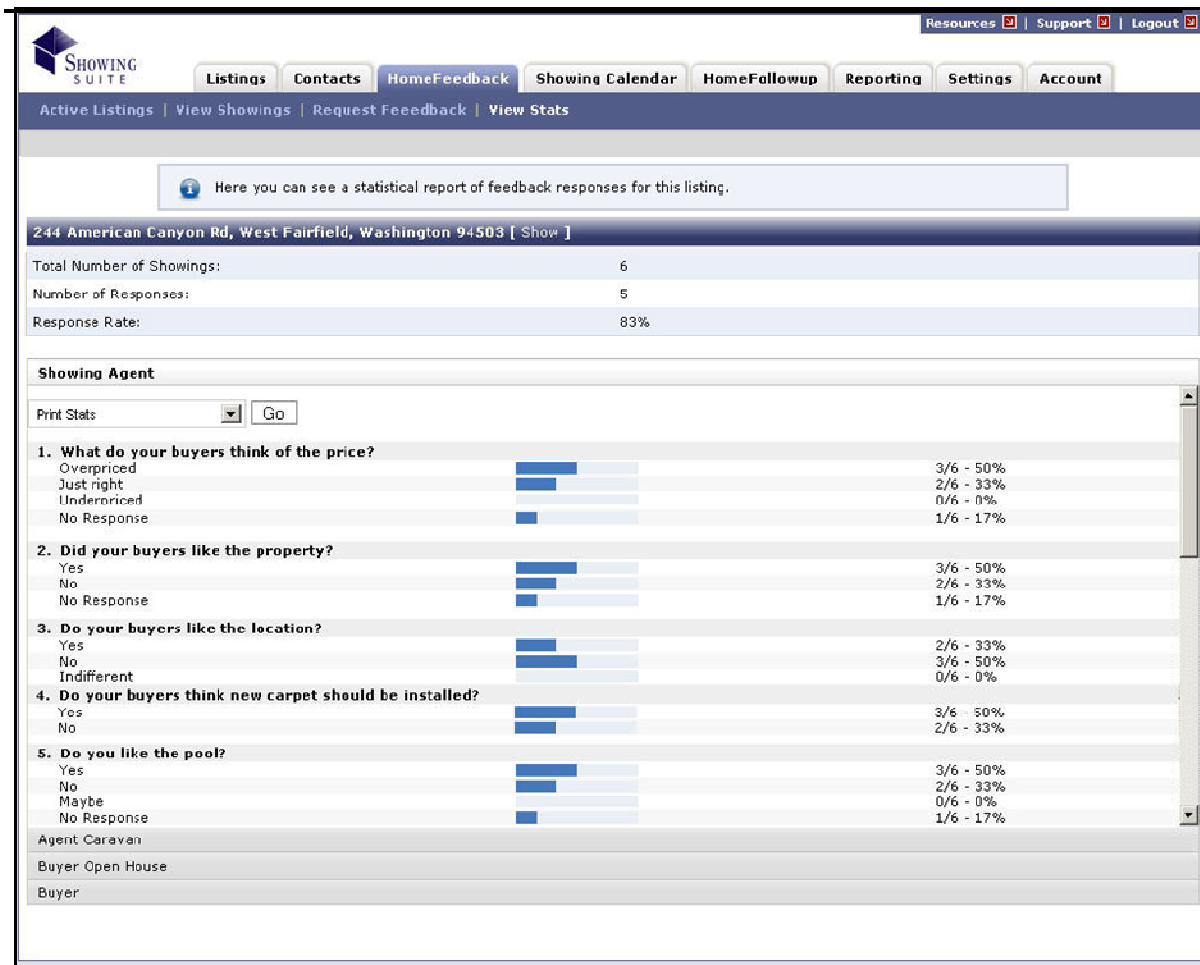 Resources | Support | Logout
SHOWING
SUITE
Listings Contacts HomeFeedback Showing Calendar HomeFollowup Reporting Settings Account
Active Listings | View Showings | Request Feeedback | View Stats
Here you can see a statistical report of feedback responses for this listing.
244 American Canyon Rd, West Fairfield, Washington 94503 [ Show ]
Total Number of Showings: 6
Number of Responses: 5
Response Rate: 83%
Showing Agent
Print Stats Go
1. What do your buyers think of the price?
Overpriced 3/6 - 50%
Just right 2/6 - 33%
Underpriced 0/6 - 0%
No Response 1/6 - 17%
2. Did your buyers like the property?
Yes 3/6 - 50%
No 2/6 - 33%
No Response 1/6 - 17%
3. Do your buyers like the location?
Yes 2/6 - 33%
No 3/6 - 50%
Indifferent 0/6 - 0%
4. Do your buyers think new carpet should be installed?
Yes 3/6 - 50%
No 2/6 - 33%
5. Do you like the pool?
Yes 3/6 - 50%
No 2/6 - 33%
Maybe 0/6 - 0%
No Response 1/6 - 17%
Agent Caravan
Buyer Open House
Buyer